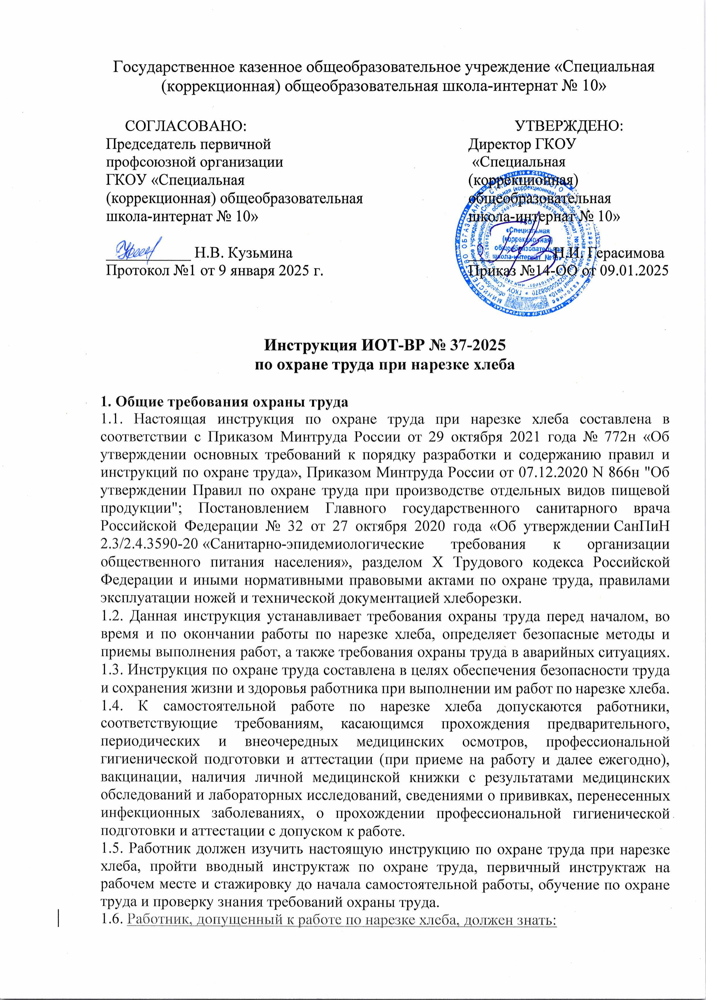 Государственное казенное общеобразовательное учреждение «Специальная
(коррекционная) общеобразовательная школа-интернат № 10»
СОГЛАСОВАНО:
Председатель первичной
профсоюзной организации
ГКОУ «Специальная
(коррекционная) общеобразовательная
школа-интернат № 10»
Н.В. Кузьмина
Протокол №1 от 9 января 2025 г.
УТВЕРЖДЕНО:
Директор ГКОУ
«Специальная
(коррекционная)
общеобразовательная
школа-интернат № 10»
Н.И. Герасимова
Приказ №14-ОО от 09.01.2025
ГКОУ
«Специальная
(коррекционная)
общеобразовательная
школа-интернат №10»
Инструкция ИОТ-ВР № 37-2025
по охране труда при нарезке хлеба
1. Общие требования охраны труда
1.1. Настоящая инструкция по охране труда при нарезке хлеба составлена в
соответствии с Приказом Минтруда России от 29 октября 2021 года № 772н «Об
утверждении основных требований к порядку разработки и содержанию правил и
инструкций по охране труда», Приказом Минтруда России от 07.12.2020 N 866н "Об
утверждении Правил по охране труда при производстве отдельных видов пищевой
продукции"; Постановлением Главного государственного санитарного врача
Российской Федерации № 32 от 27 октября 2020 года «Об утверждении СанПиН
2.3/2.4.3590-20 «Санитарно-эпидемиологические требования к организации
общественного питания населения», разделом X Трудового кодекса Российской
Федерации и иными нормативными правовыми актами по охране труда, правилами
эксплуатации ножей и технической документацией хлеборезки.
1.2. Данная инструкция устанавливает требования охраны труда перед началом, во
время и по окончании работы по нарезке хлеба, определяет безопасные методы и
приемы выполнения работ, а также требования охраны труда в аварийных ситуациях.
1.3. Инструкция по охране труда составлена в целях обеспечения безопасности труда
и сохранения жизни и здоровья работника при выполнении им работ по нарезке хлеба.
1.4. К самостоятельной работе по нарезке хлеба допускаются работники,
соответствующие требованиям, касающимся прохождения предварительного,
периодических и внеочередных медицинских осмотров, профессиональной
гигиенической подготовки и аттестации (при приеме на работу и далее ежегодно),
вакцинации, наличия личной медицинской книжки с результатами медицинских
обследований и лабораторных исследований, сведениями о прививках, перенесенных
инфекционных заболеваниях, о прохождении профессиональной гигиенической
подготовки и аттестации с допуском к работе.
1.5. Работник должен изучить настоящую инструкцию по охране труда при нарезке
хлеба, пройти вводный инструктаж по охране труда, первичный инструктаж на
рабочем месте и стажировку до начала самостоятельной работы, обучение по охране
труда и проверку знания требований охраны труда.
1.6. Работник, допущенный к работе по нарезке хлеба, должен знать: